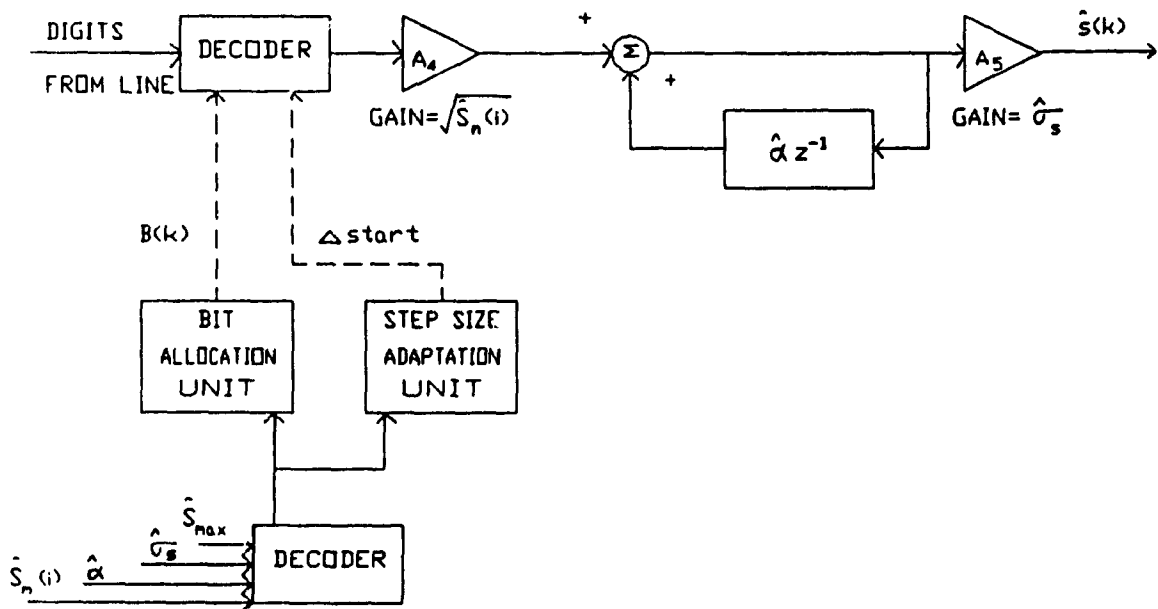 DIGITS
FROM LINE
DECODER
A₄
GAIN=√Ŝₙ(i)
+
Σ
+
α̂ z⁻¹
A₅
GAIN= σ̂ₛ
ŝ(k)
B(k)
△start
BIT
ALLOCATION
UNIT
STEP SIZE
ADAPTATION
UNIT
Ŝₘₐₓ
σ̂ₛ
α̂
Ŝₙ(i)
DECODER